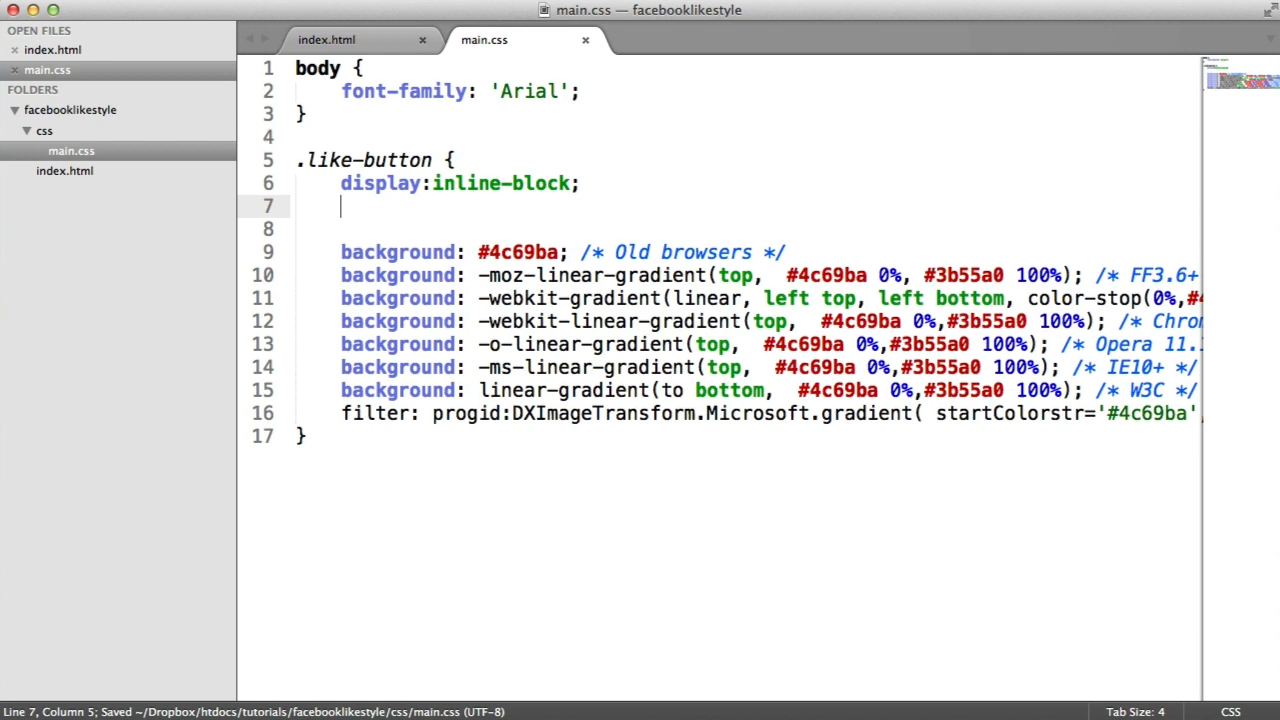 main.css — facebooklikestyle
OPEN FILES
index.html
main.css
FOLDERS
facebooklikestyle
css
main.css
index.html
index.html
main.css
1 body {
2 font-family: 'Arial';
3 }
4
5 .like-button {
6 display:inline-block;
7
8
9 background: #4c69ba; /* Old browsers */
10 background: -moz-linear-gradient(top, #4c69ba 0%, #3b55a0 100%); /* FF3.6+
11 background: -webkit-gradient(linear, left top, left bottom, color-stop(0%,#4
12 background: -webkit-linear-gradient(top, #4c69ba 0%,#3b55a0 100%); /* Chro
13 background: -o-linear-gradient(top, #4c69ba 0%,#3b55a0 100%); /* Opera 11.
14 background: -ms-linear-gradient(top, #4c69ba 0%,#3b55a0 100%); /* IE10+ */
15 background: linear-gradient(to bottom, #4c69ba 0%,#3b55a0 100%); /* W3C */
16 filter: progid:DXImageTransform.Microsoft.gradient( startColorstr='#4c69ba'
17 }
Line 7, Column 5; Saved ~/Dropbox/htdocs/tutorials/facebooklikestyle/css/main.css (UTF-8)
Tab Size: 4
CSS